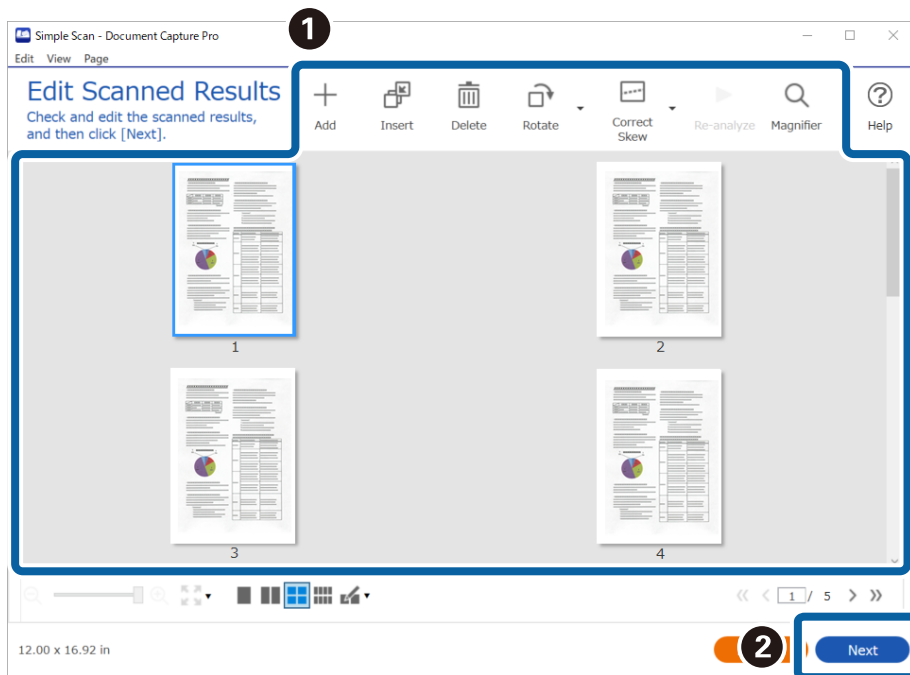 1
Simple Scan - Document Capture Pro
Edit View Page
Edit Scanned Results
Check and edit the scanned results,
and then click [Next].
Add
Insert
Delete
Rotate
Correct
Skew
Re-analyze
Magnifier
Help
1
2
3
4
1 / 5
12.00 x 16.92 in
2
Next